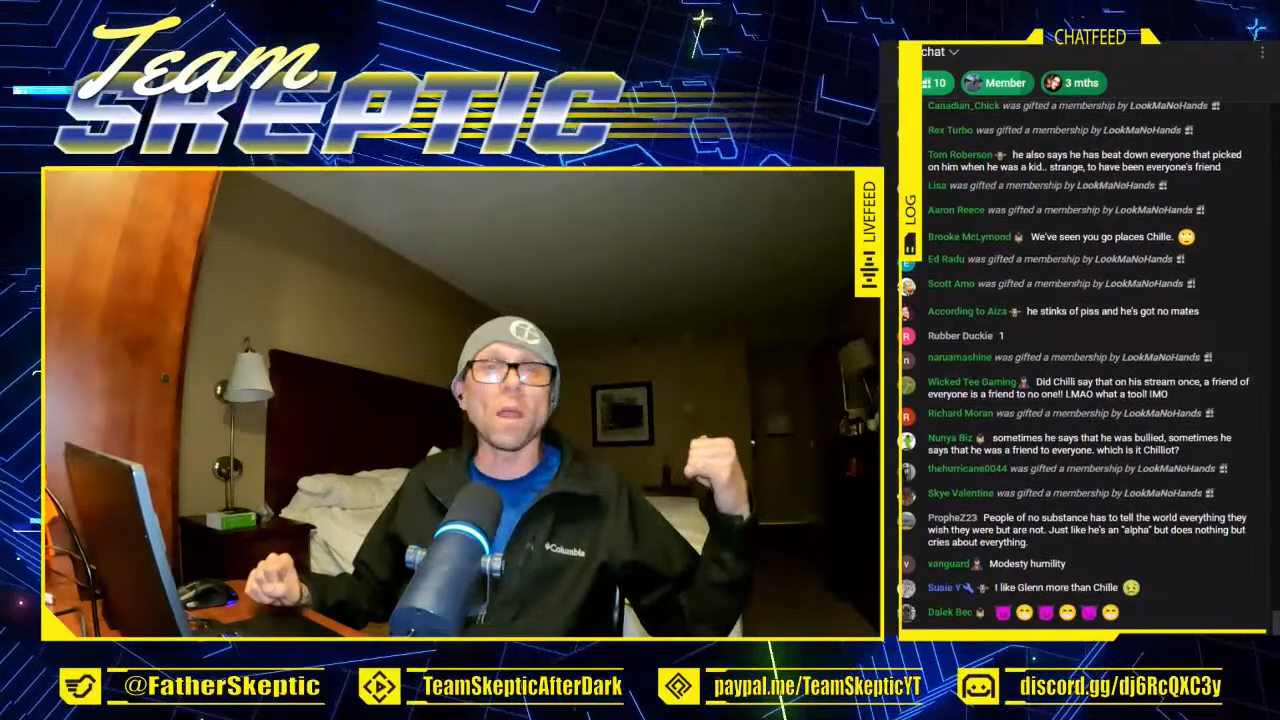 Team
SKEPTIC
CHATFEED
chat
10
Member
3 mths
LIVEFEED
LOG
Canadian_Chick was gifted a membership by LookMaNoHands
Rex Turbo was gifted a membership by LookMaNoHands
Tom Roberson he also says he has beat down everyone that picked
on him when he was a kid.. strange, to have been everyone's friend
Lisa was gifted a membership by LookMaNoHands
Aaron Reece was gifted a membership by LookMaNoHands
Brooke McLymond We've seen you go places Chille.
Ed Radu was gifted a membership by LookMaNoHands
Scott Amo was gifted a membership by LookMaNoHands
According to Aiza he stinks of piss and he's got no mates
Rubber Duckie 1
naruamashine was gifted a membership by LookMaNoHands
Wicked Tee Gaming Did Chilli say that on his stream once, a friend of
everyone is a friend to no one!! LMAO what a tool! IMO
Richard Moran was gifted a membership by LookMaNoHands
Nunya Biz sometimes he says that he was bullied, sometimes he
says that he was a friend to everyone. which is it Chilliot?
thehurricane0044 was gifted a membership by LookMaNoHands
Skye Valentine was gifted a membership by LookMaNoHands
PropheZ23 People of no substance has to tell the world everything they
wish they were but are not. Just like he's an "alpha" but does nothing but
cries about everything.
vanguard Modesty humility
Susie Y I like Glenn more than Chille
Dalek Bec
Columbia
@FatherSkeptic
TeamSkepticAfterDark
paypal.me/TeamSkepticYT
discord.gg/dj6RcQXC3y